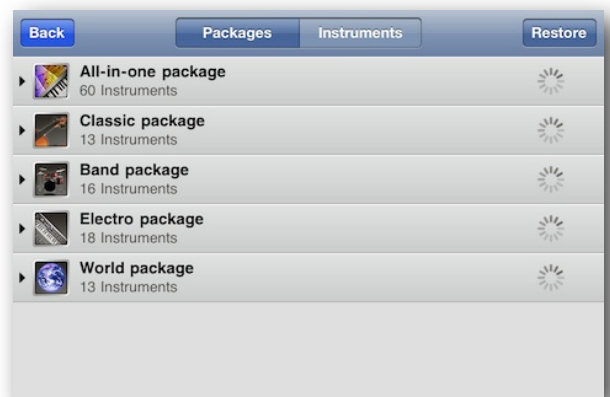 Back
Packages
Instruments
Restore
All-in-one package
60 Instruments
Classic package
13 Instruments
Band package
16 Instruments
Electro package
18 Instruments
World package
13 Instruments